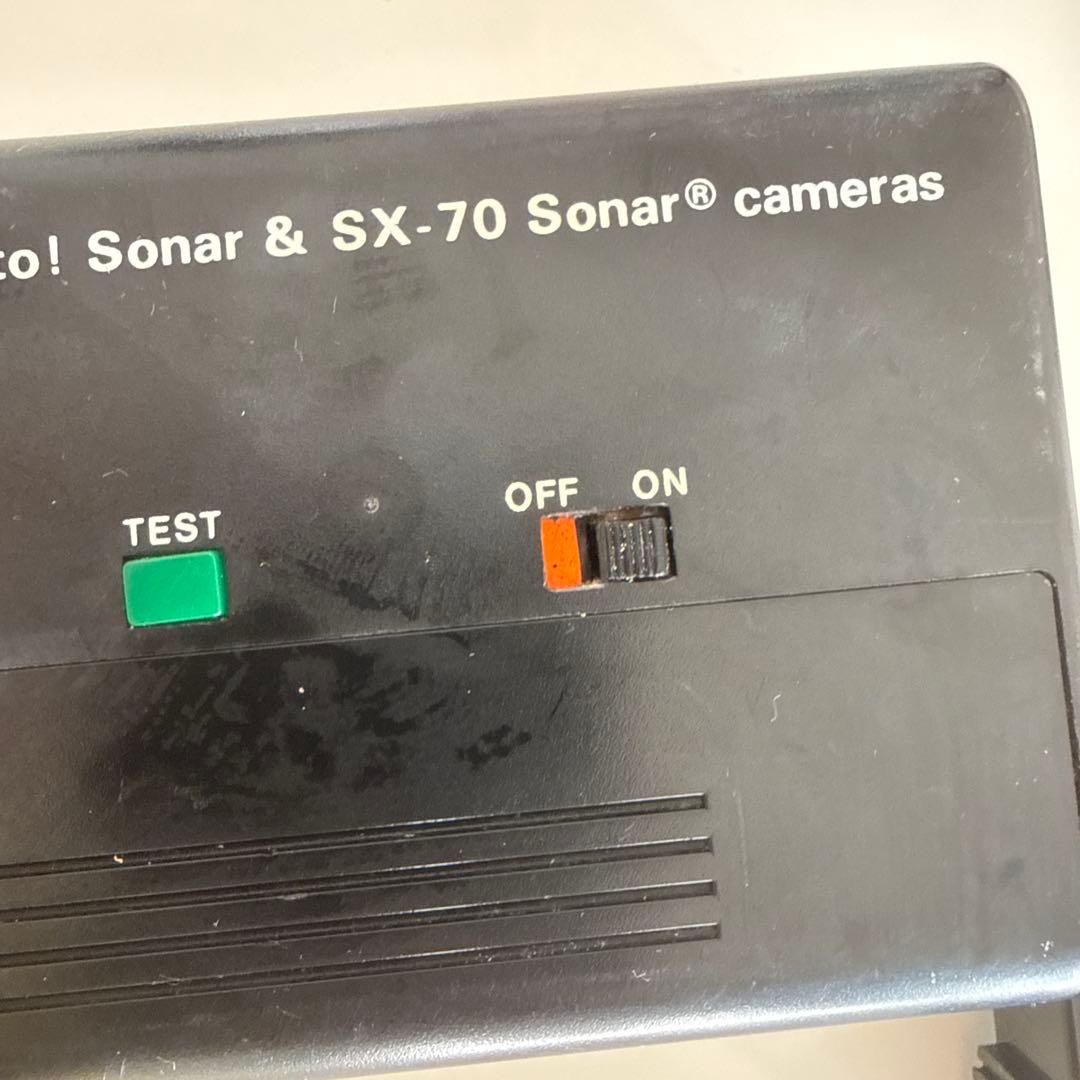 to! Sonar & SX-70 Sonar® cameras
TEST
OFF ON